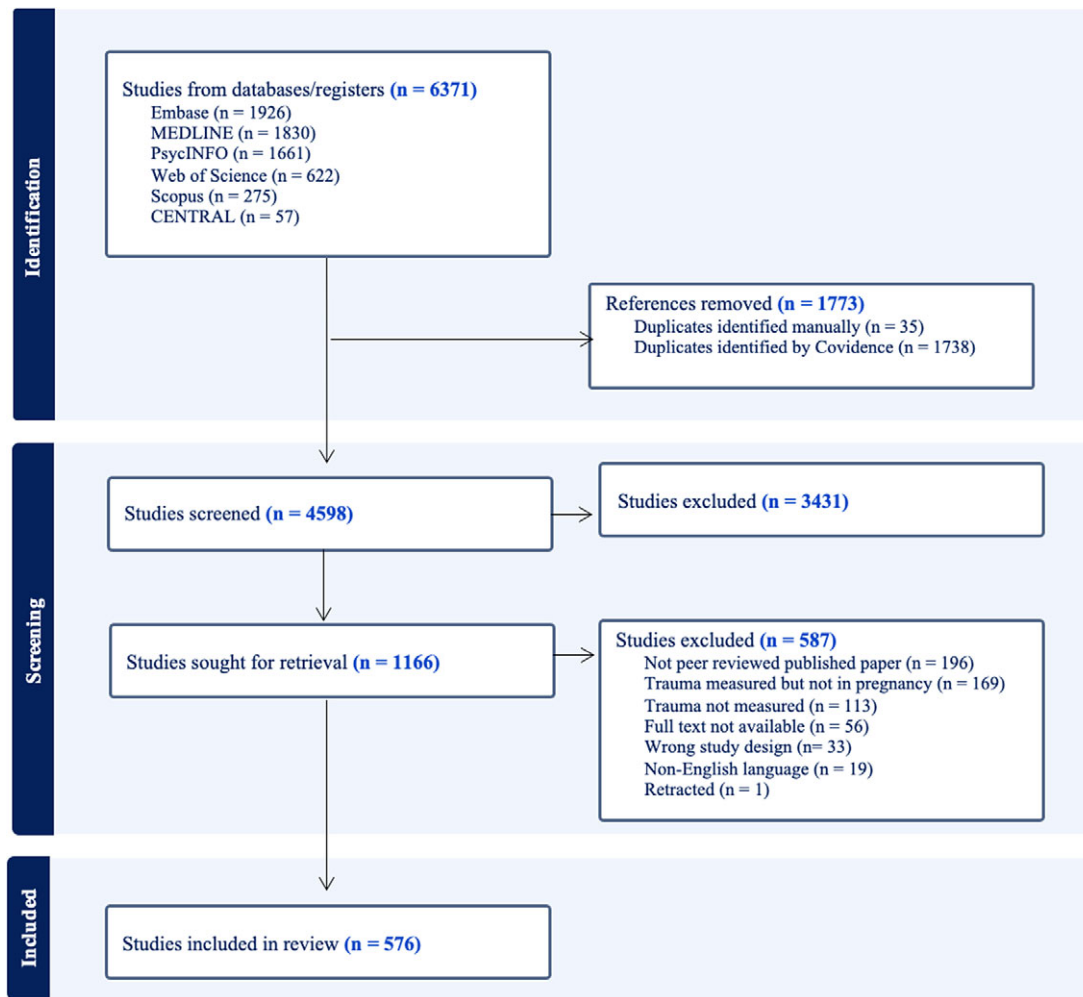 Identification
Studies from databases/registers (n = 6371)
Embase (n = 1926)
MEDLINE (n = 1830)
PsycINFO (n = 1661)
Web of Science (n = 622)
Scopus (n = 275)
CENTRAL (n = 57)
References removed (n = 1773)
Duplicates identified manually (n = 35)
Duplicates identified by Covidence (n = 1738)
Screening
Studies screened (n = 4598)
Studies excluded (n = 3431)
Studies sought for retrieval (n = 1166)
Studies excluded (n = 587)
Not peer reviewed published paper (n = 196)
Trauma measured but not in pregnancy (n = 169)
Trauma not measured (n = 113)
Full text not available (n = 56)
Wrong study design (n= 33)
Non-English language (n = 19)
Retracted (n = 1)
Included
Studies included in review (n = 576)